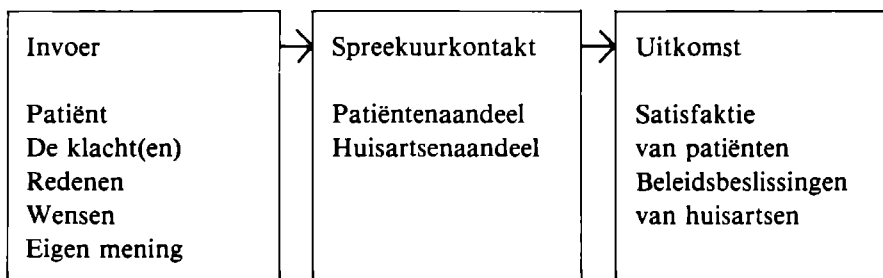 Invoer
Patiënt
De klacht(en)
Redenen
Wensen
Eigen mening
Spreekuurkontakt
Patiëntenaandeel
Huisartsenaandeel
Uitkomst
Satisfaktie
van patiënten
Beleidsbeslissingen
van huisartsen